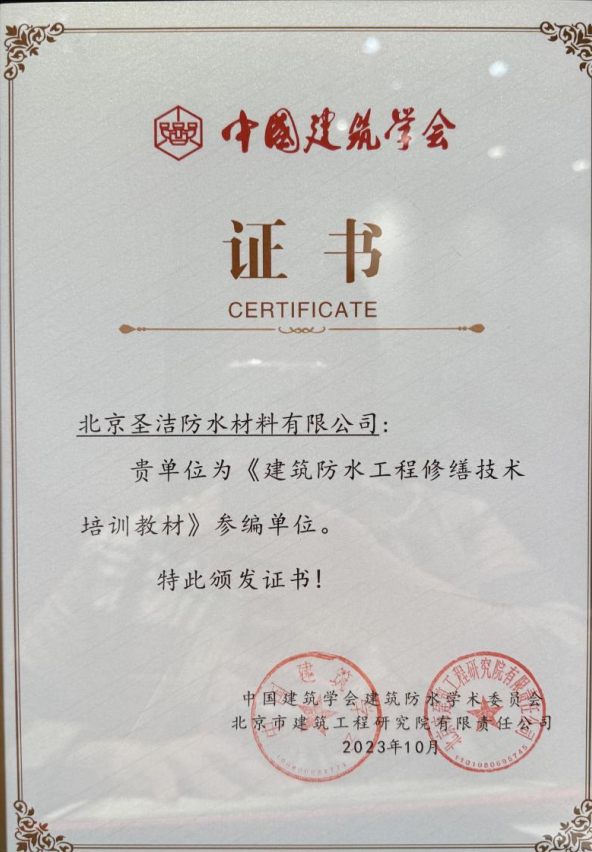 中国建筑学会
证书
CERTIFICATE
北京圣洁防水材料有限公司:
贵单位为《建筑防水工程修缮技术
培训教材》参编单位。
特此颁发证书!
中国建筑学会建筑防水学术委员会
北京市建筑工程研究院有限责任公司
2023年10月